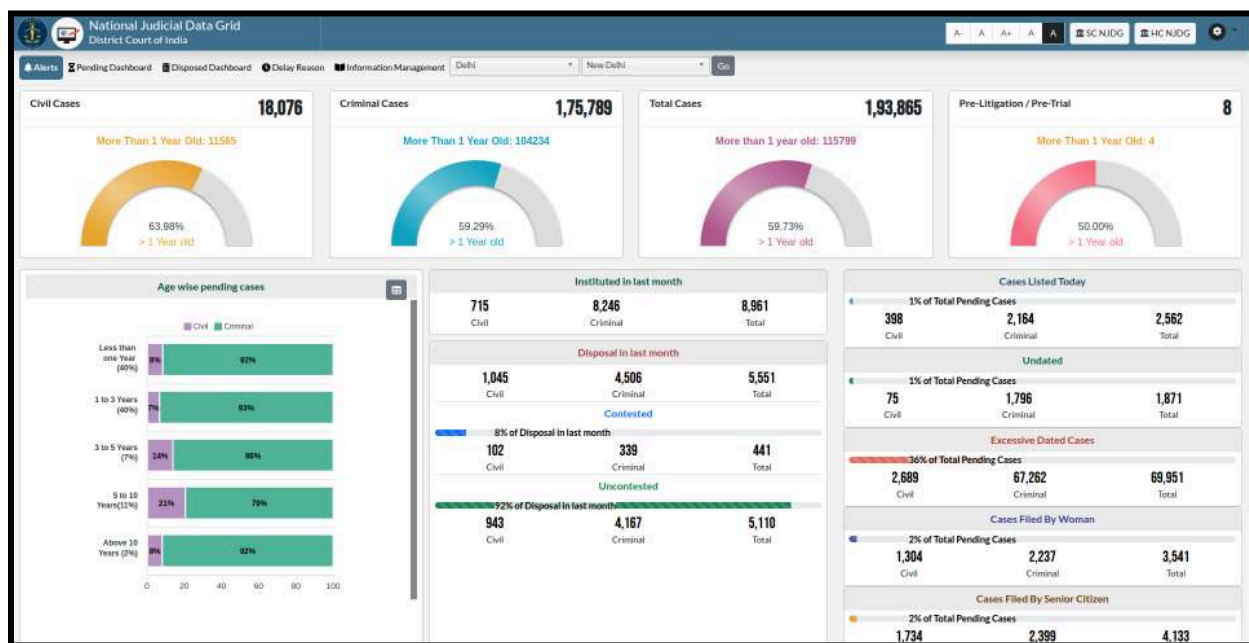 National Judicial Data Grid
District Court of India
A- A A+ A A SC NJDG HC NJDG
Alerts Pending Dashboard Disposed Dashboard Delay Reason Information Management Delhi New Delhi Go
Civil Cases 18,076
More Than 1 Year Old: 11565
63.98%
> 1 Year old
Criminal Cases 1,75,789
More Than 1 Year Old: 104234
59.29%
> 1 Year old
Total Cases 1,93,865
More than 1 year old: 115799
59.73%
> 1 Year old
Pre-Litigation / Pre-Trial 8
More Than 1 Year Old: 4
50.00%
> 1 Year old
Age wise pending cases
Civil Criminal
Less than
one Year
(40%)
8% 92%
1 to 3 Years
(40%)
7% 93%
3 to 5 Years
(7%)
14% 86%
5 to 10
Years(11%)
21% 79%
Above 10
Years (2%)
8% 92%
0 20 40 60 80 100
Instituted in last month
715 8,246 8,961
Civil Criminal Total
Disposal in last month
1,045 4,506 5,551
Civil Criminal Total
Contested
8% of Disposal in last month
102 339 441
Civil Criminal Total
Uncontested
92% of Disposal in last month
943 4,167 5,110
Civil Criminal Total
Cases Listed Today
1% of Total Pending Cases
398 2,164 2,562
Civil Criminal Total
Undated
1% of Total Pending Cases
75 1,796 1,871
Civil Criminal Total
Excessive Dated Cases
36% of Total Pending Cases
2,689 67,262 69,951
Civil Criminal Total
Cases Filed By Woman
2% of Total Pending Cases
1,304 2,237 3,541
Civil Criminal Total
Cases Filed By Senior Citizen
2% of Total Pending Cases
1,734 2,399 4,133